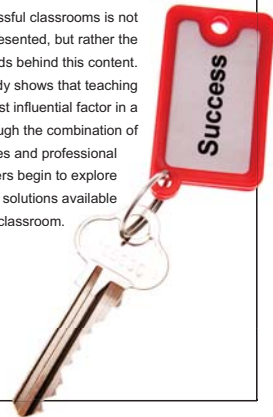 essful classrooms is not
esented, but rather the
ds behind this content.
dy shows that teaching
st influential factor in a
ugh the combination of
es and professional
ers begin to explore
solutions available
classroom.
Success